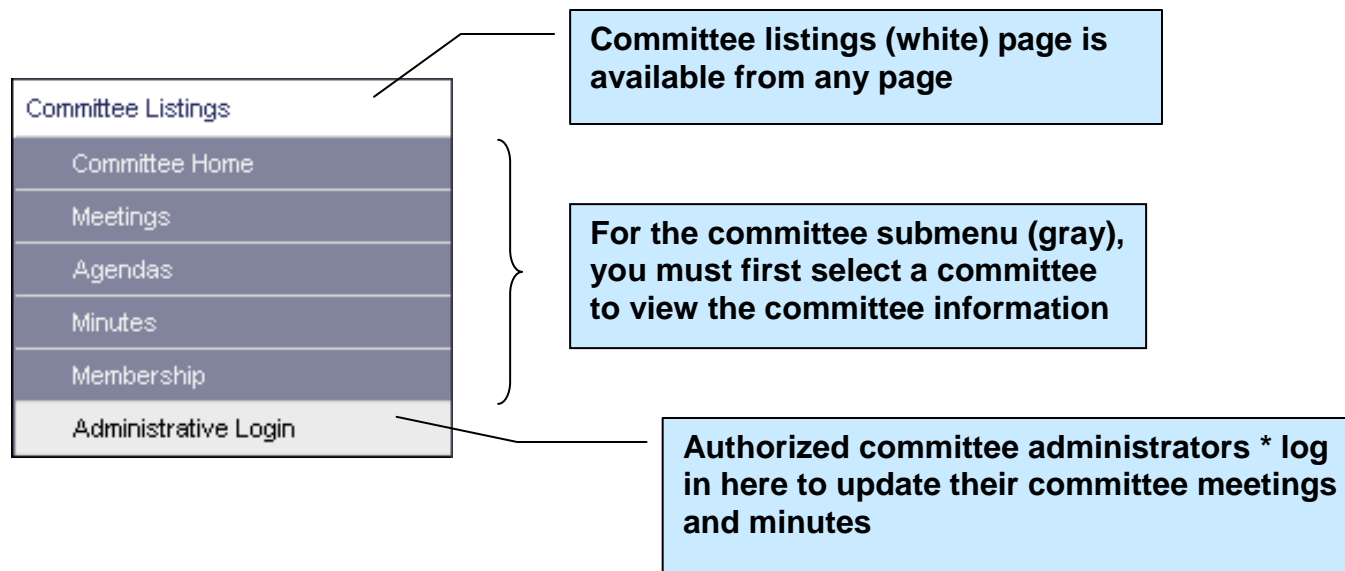 Committee listings (white) page is
available from any page
Committee Listings
Committee Home
Meetings
Agendas
Minutes
Membership
Administrative Login
For the committee submenu (gray),
you must first select a committee
to view the committee information
Authorized committee administrators * log
in here to update their committee meetings
and minutes